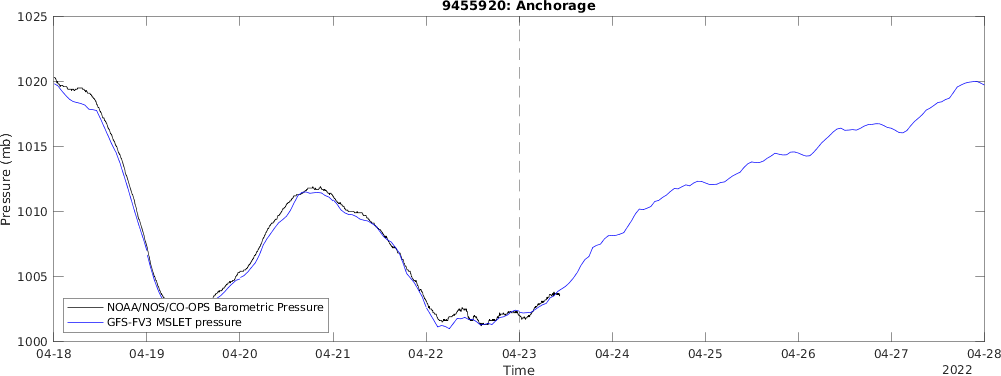 9455920: Anchorage
1025
1020
1015
1010
1005
1000
Pressure (mb)
NOAA/NOS/CO-OPS Barometric Pressure
GFS-FV3 MSLET pressure
04-18 04-19 04-20 04-21 04-22 04-23 04-24 04-25 04-26 04-27 04-28
Time
2022